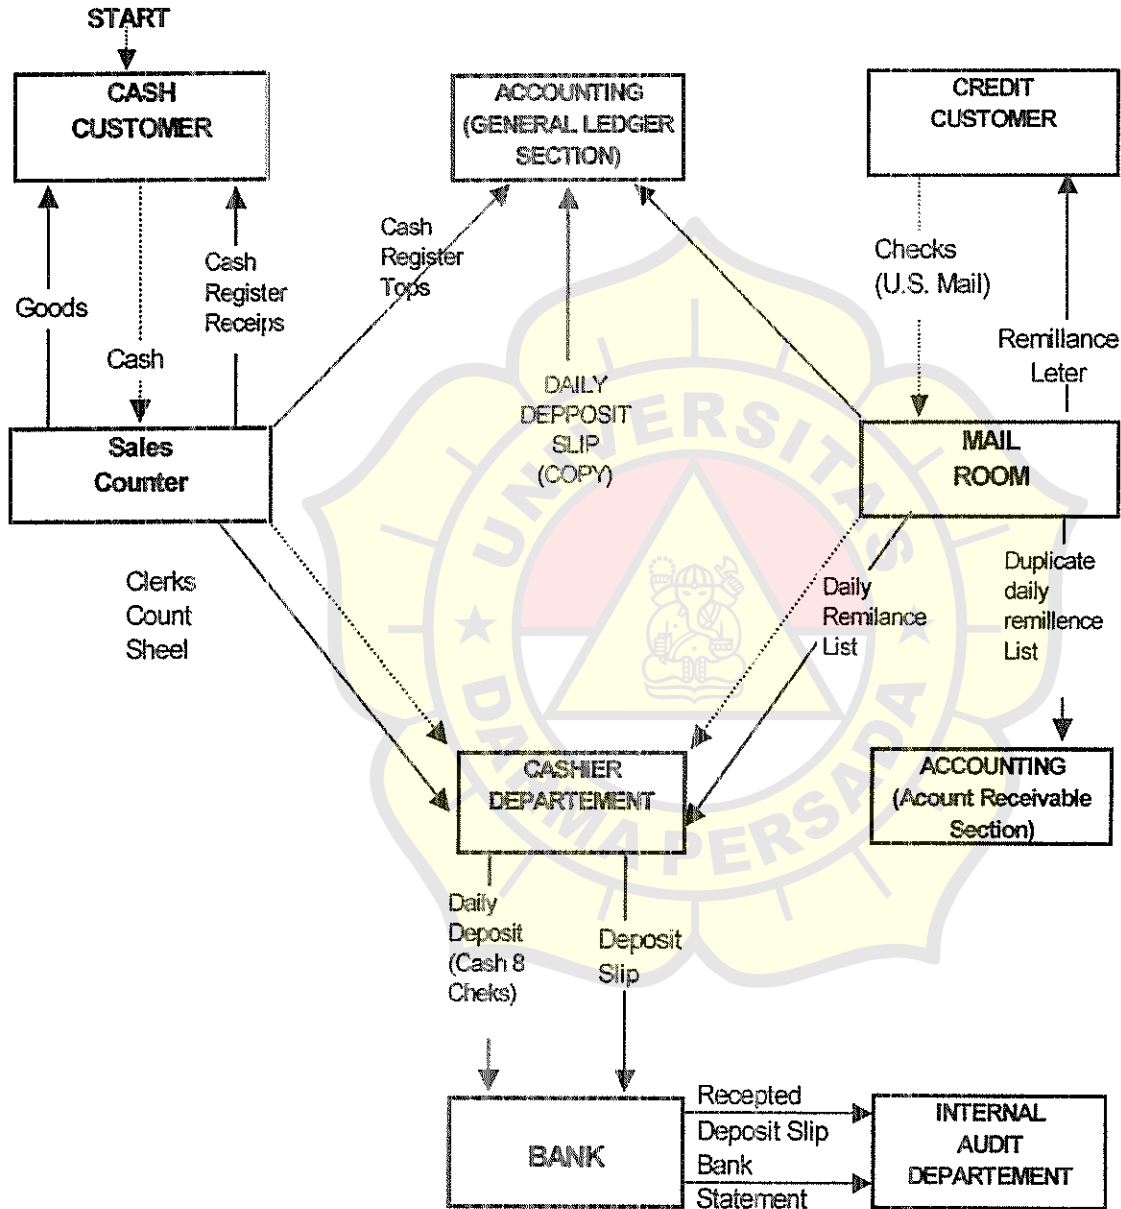 START
CASH
CUSTOMER
ACCOUNTING
(GENERAL LEDGER
SECTION)
CREDIT
CUSTOMER
Goods
Cash
Cash
Register
Receips
Cash
Register
Tops
DAILY
DEPPOSIT
SLIP
(COPY)
Checks
(U.S. Mail)
Remillance
Leter
Sales
Counter
MAIL
ROOM
Clerks
Count
Sheel
Daily
Remilance
List
Duplicate
daily
remillence
List
UNIVERSITAS
DARMA PERSADA
CASHIER
DEPARTEMENT
ACCOUNTING
(Acount Receivable
Section)
Daily
Deposit
(Cash 8
Cheks)
Deposit
Slip
BANK
Recepted
Deposit Slip
Bank
Statement
INTERNAL
AUDIT
DEPARTEMENT